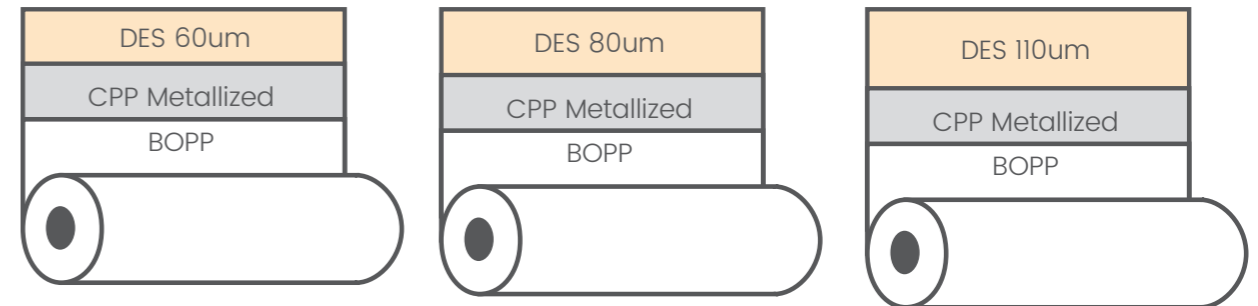 DES 60um
CPP Metallized
BOPP
DES 80um
CPP Metallized
BOPP
DES 110um
CPP Metallized
BOPP